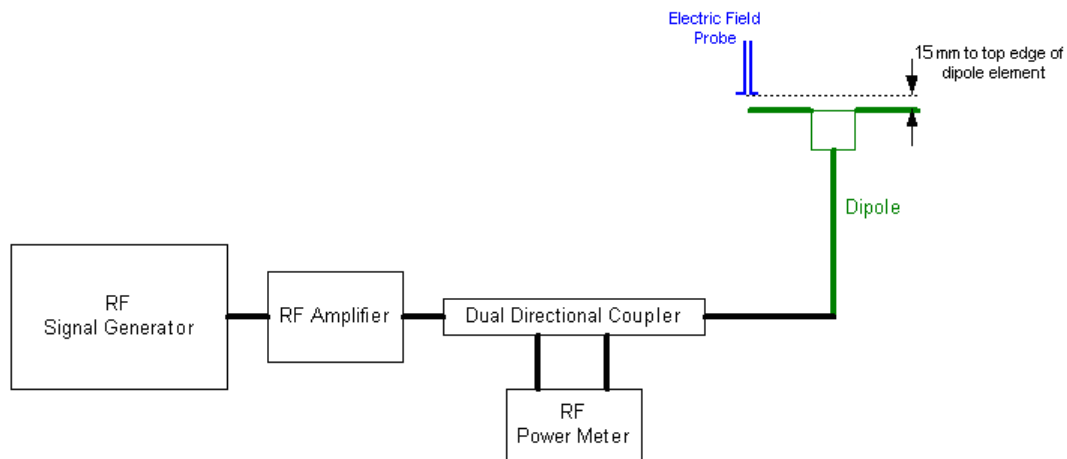 Electric Field
Probe
15 mm to top edge of
dipole element
Dipole
RF
Signal Generator
RF Amplifier
Dual Directional Coupler
RF
Power Meter